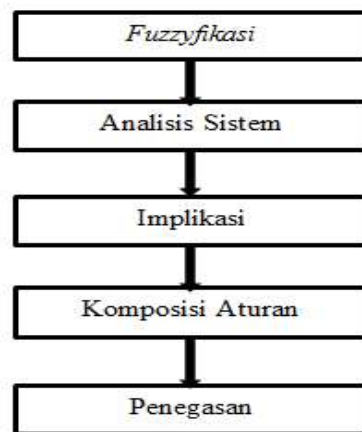 Fuzzyfikasi
Analisis Sistem
Implikasi
Komposisi Aturan
Penegasan